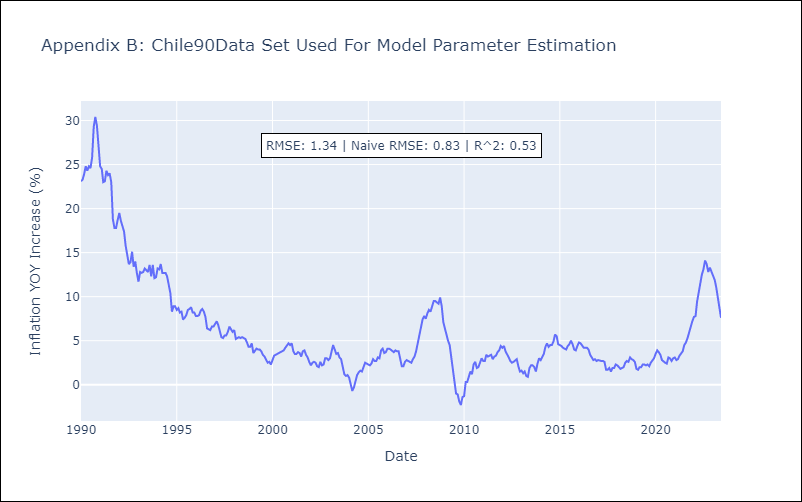 Appendix B: Chile90Data Set Used For Model Parameter Estimation
RMSE: 1.34 | Naive RMSE: 0.83 | R^2: 0.53
Inflation YOY Increase (%)
30
25
20
15
10
5
0
1990 1995 2000 2005 2010 2015 2020
Date